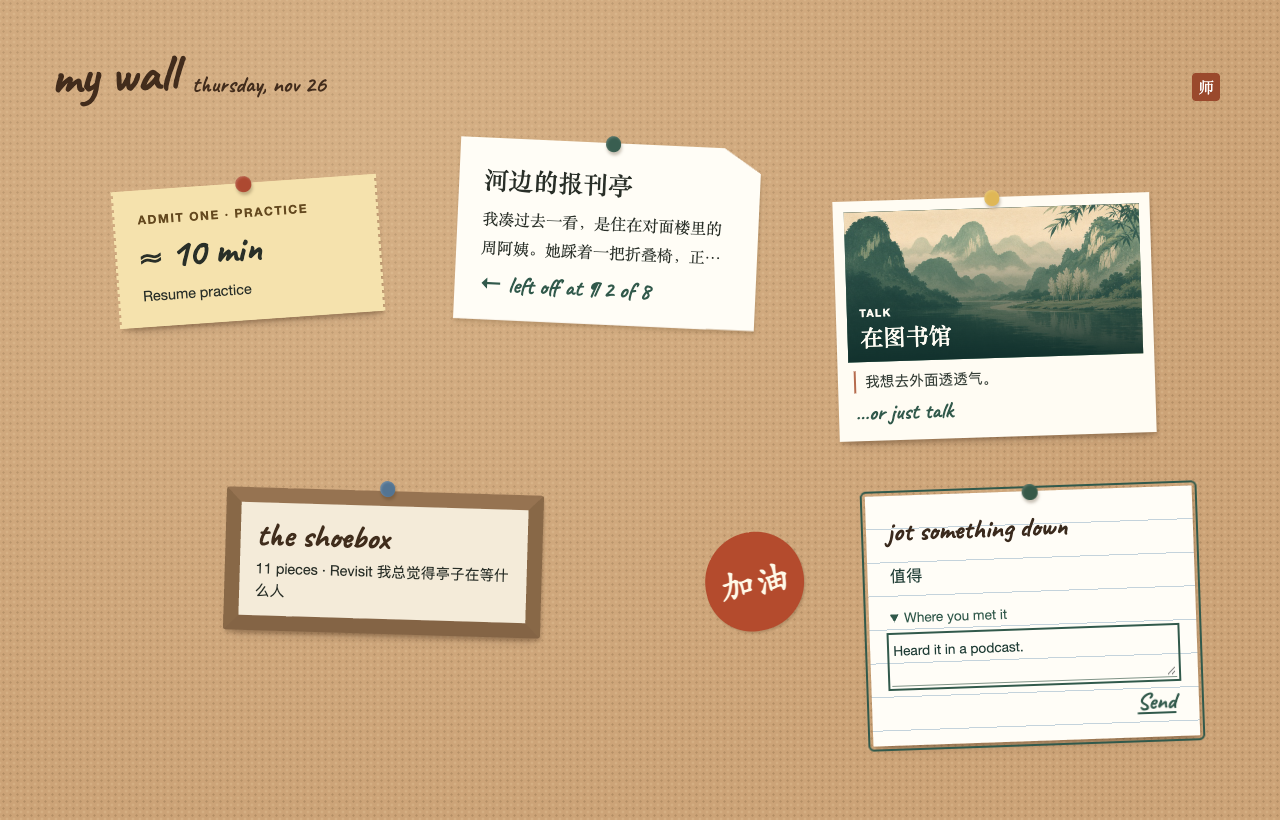 my wall thursday, nov 26
师
ADMIT ONE · PRACTICE
≈ 10 min
Resume practice
河边的报刊亭
我凑过去一看，是住在对面楼里的
周阿姨。她踩着一把折叠椅，正…
← left off at ¶ 2 of 8
TALK
在图书馆
我想去外面透透气。
...or just talk
the shoebox
11 pieces · Revisit 我总觉得亭子在等什
么人
加油
jot something down
值得
▼ Where you met it
Heard it in a podcast.
Send